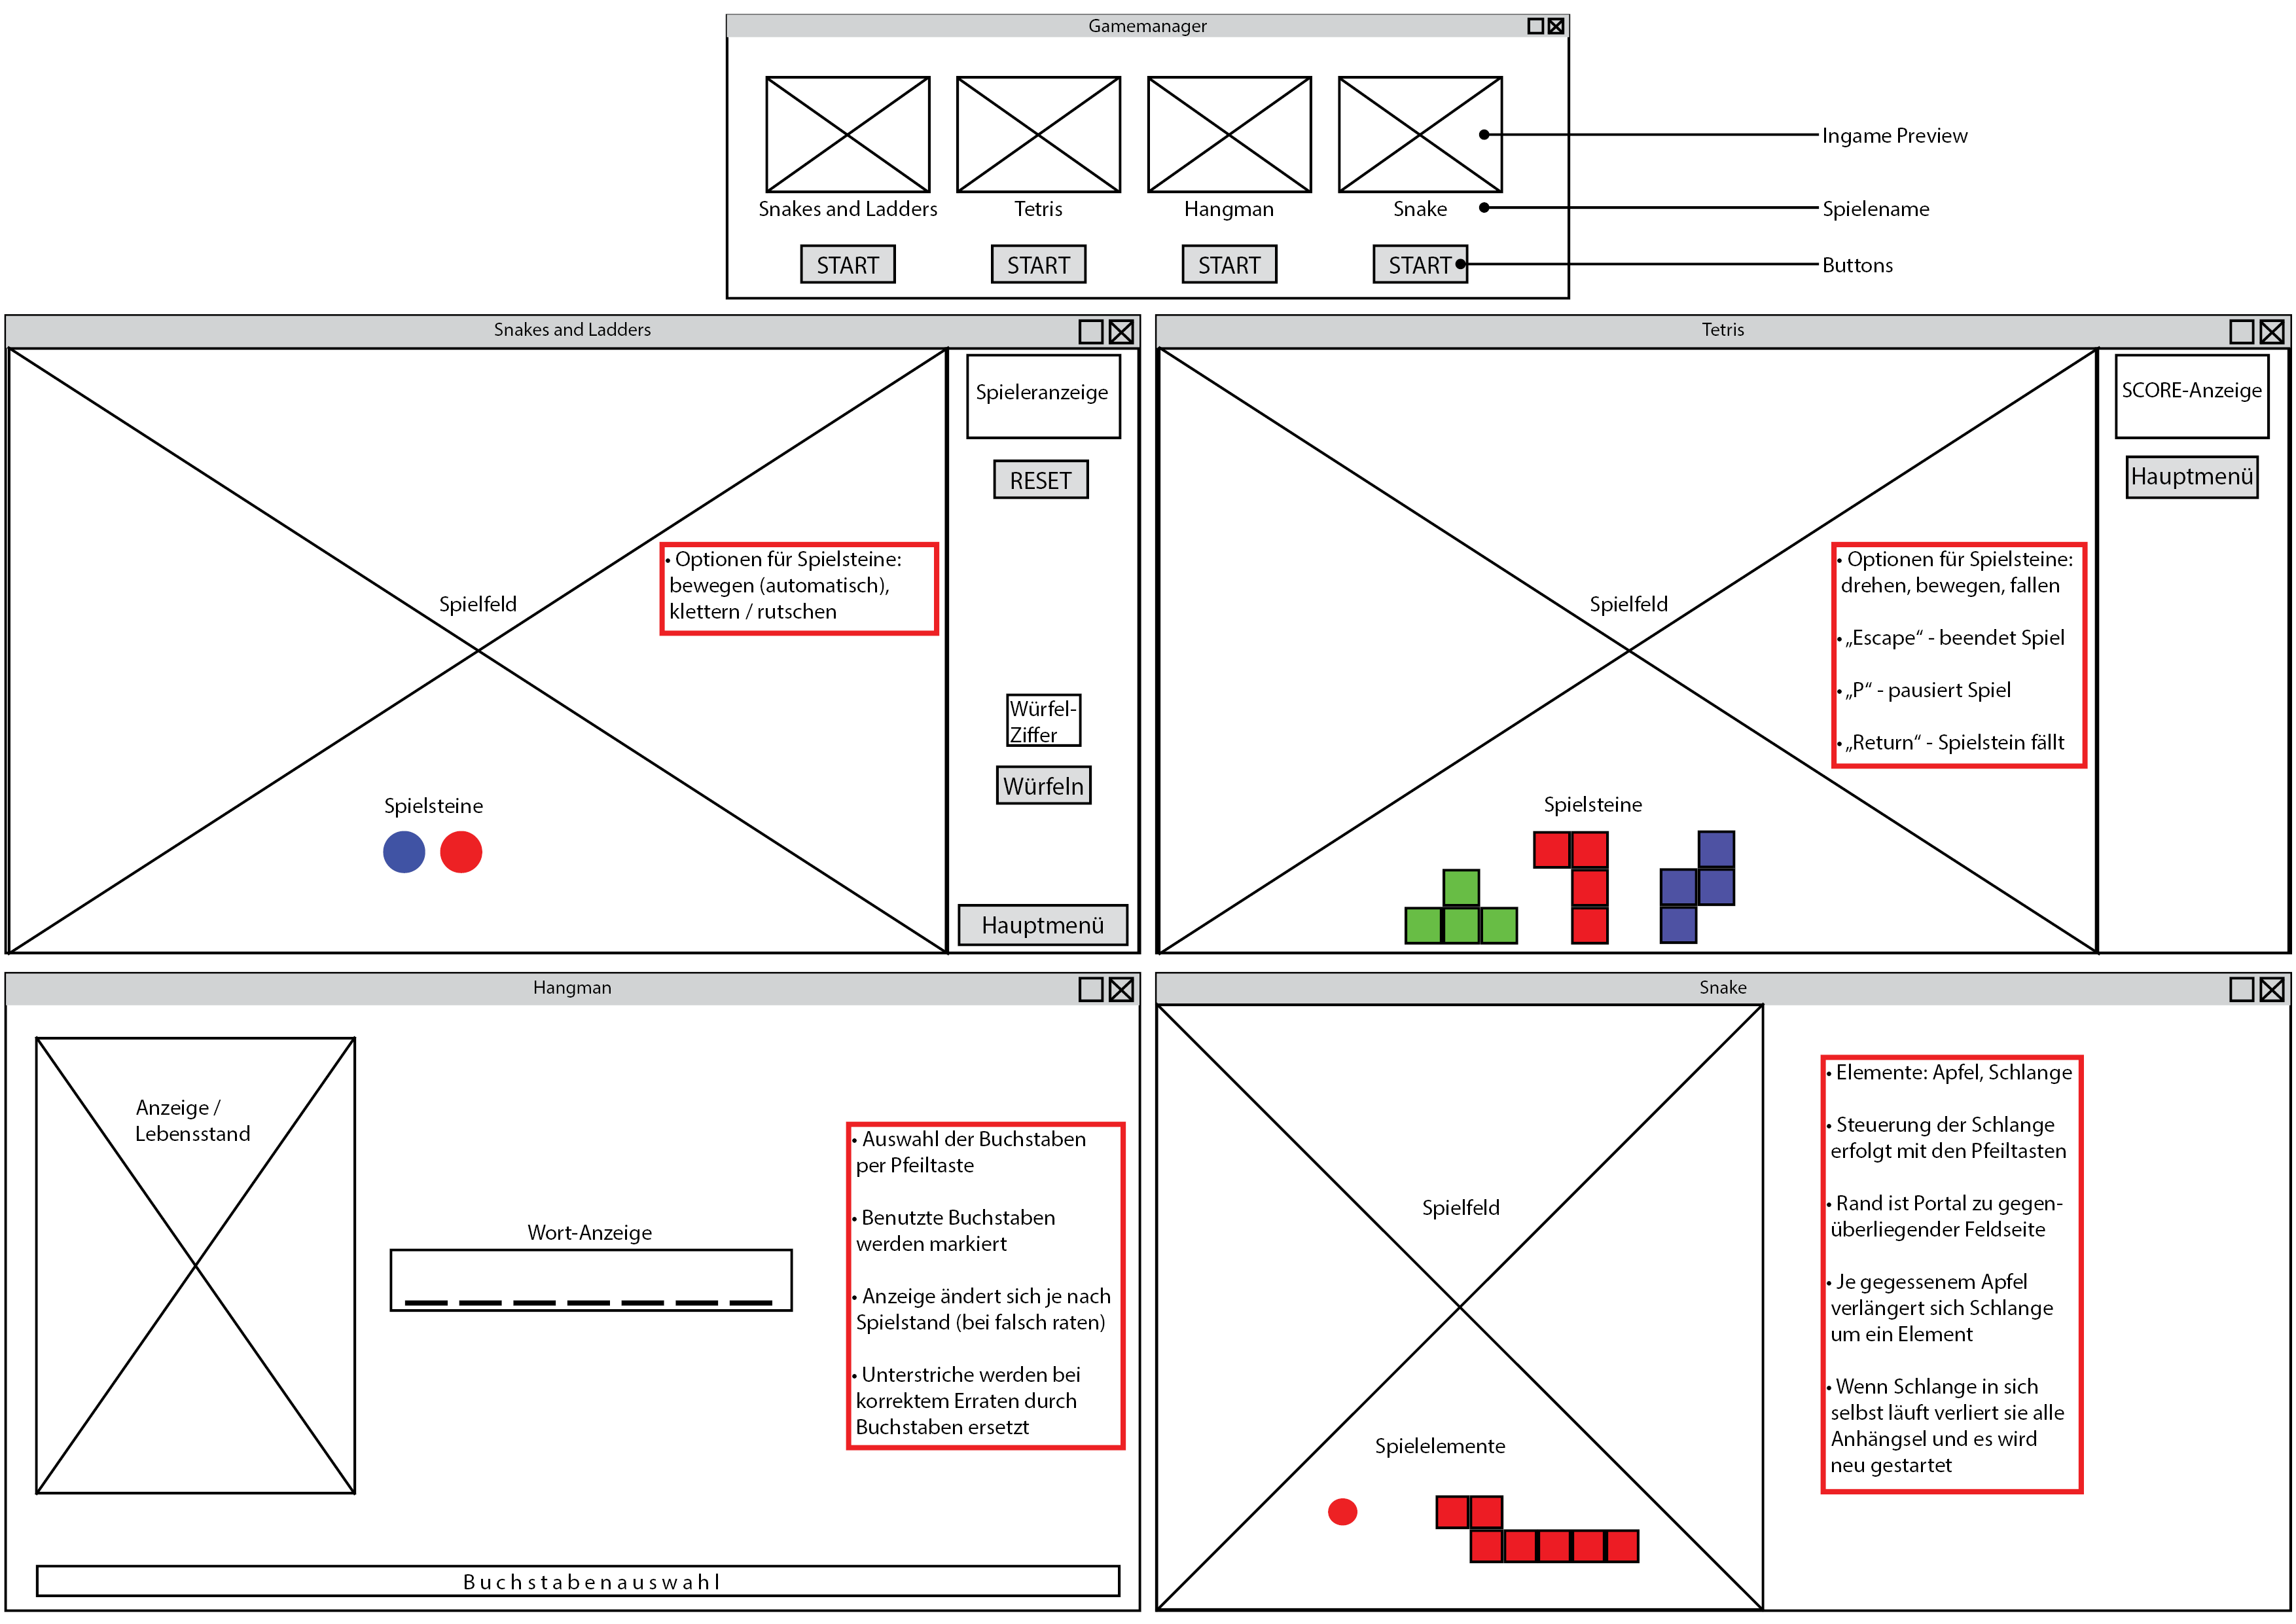 Gamemanager
Snakes and Ladders
Tetris
Hangman
Snake
START
START
START
START
Ingame Preview
Spielename
Buttons
Snakes and Ladders
Spielfeld
• Optionen für Spielsteine:
bewegen (automatisch),
klettern / rutschen
Spielsteine
Spieleranzeige
RESET
Würfel-
Ziffer
Würfeln
Hauptmenü
Tetris
Spielfeld
• Optionen für Spielsteine:
drehen, bewegen, fallen
• „Escape“ - beendet Spiel
• „P“ - pausiert Spiel
• „Return“ - Spielstein fällt
Spielsteine
SCORE-Anzeige
Hauptmenü
Hangman
Anzeige /
Lebensstand
Wort-Anzeige
• Auswahl der Buchstaben
per Pfeiltaste
• Benutzte Buchstaben
werden markiert
• Anzeige ändert sich je nach
Spielstand (bei falsch raten)
• Unterstriche werden bei
korrektem Erraten durch
Buchstaben ersetzt
Buchstabenauswahl
Snake
Spielfeld
Spielelemente
• Elemente: Apfel, Schlange
• Steuerung der Schlange
erfolgt mit den Pfeiltasten
• Rand ist Portal zu gegen-
überliegender Feldseite
• Je gegessenem Apfel
verlängert sich Schlange
um ein Element
• Wenn Schlange in sich
selbst läuft verliert sie alle
Anhängsel und es wird
neu gestartet